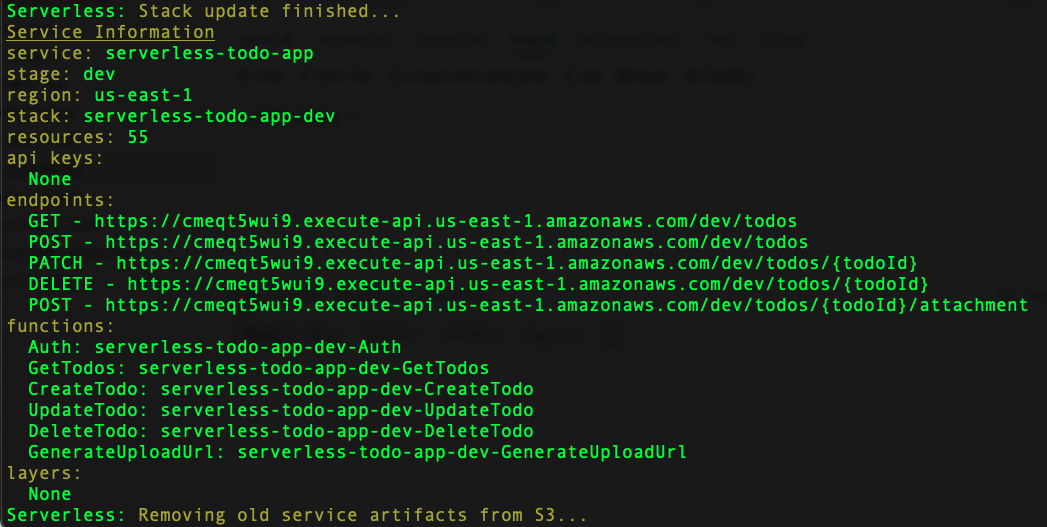 Serverless: Stack update finished...
Service Information
service: serverless-todo-app
stage: dev
region: us-east-1
stack: serverless-todo-app-dev
resources: 55
api keys:
  None
endpoints:
  GET - https://cmeqt5wui9.execute-api.us-east-1.amazonaws.com/dev/todos
  POST - https://cmeqt5wui9.execute-api.us-east-1.amazonaws.com/dev/todos
  PATCH - https://cmeqt5wui9.execute-api.us-east-1.amazonaws.com/dev/todos/{todoId}
  DELETE - https://cmeqt5wui9.execute-api.us-east-1.amazonaws.com/dev/todos/{todoId}
  POST - https://cmeqt5wui9.execute-api.us-east-1.amazonaws.com/dev/todos/{todoId}/attachment
functions:
  Auth: serverless-todo-app-dev-Auth
  GetTodos: serverless-todo-app-dev-GetTodos
  CreateTodo: serverless-todo-app-dev-CreateTodo
  UpdateTodo: serverless-todo-app-dev-UpdateTodo
  DeleteTodo: serverless-todo-app-dev-DeleteTodo
  GenerateUploadUrl: serverless-todo-app-dev-GenerateUploadUrl
layers:
  None
Serverless: Removing old service artifacts from S3...